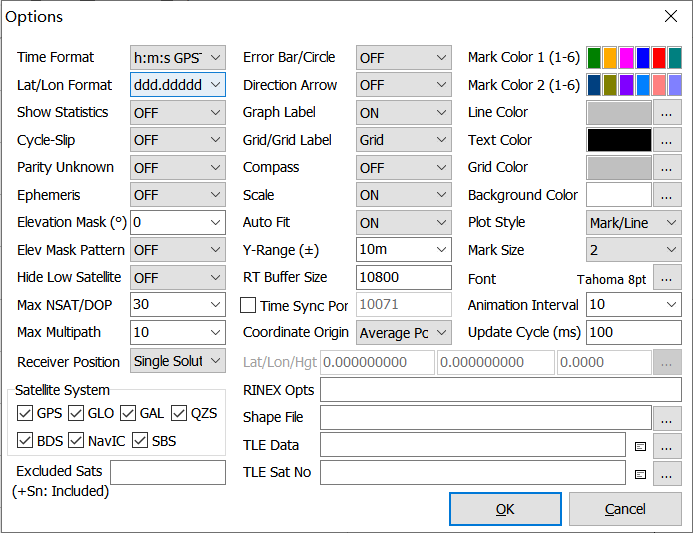 Options
Time Format h:m:s GPST Error Bar/Circle OFF Mark Color 1 (1-6)
Lat/Lon Format ddd.ddddd Direction Arrow OFF Mark Color 2 (1-6)
Show Statistics OFF Graph Label ON Line Color ...
Cycle-Slip OFF Grid/Grid Label Grid Text Color ...
Parity Unknown OFF Compass OFF Grid Color ...
Ephemeris OFF Scale ON Background Color ...
Elevation Mask (°) 0 Auto Fit ON Plot Style Mark/Line
Elev Mask Pattern OFF Y-Range (±) 10m Mark Size 2
Hide Low Satellite OFF RT Buffer Size 10800 Font Tahoma 8pt ...
Max NSAT/DOP 30 Time Sync Por 10071 Animation Interval 10
Max Multipath 10 Coordinate Origin Average Pc Update Cycle (ms) 100
Receiver Position Single Solut Lat/Lon/Hgt 0.000000000 0.000000000 0.0000 ...
Satellite System RINEX Opts
GPS GLO GAL QZS Shape File ...
BDS NavIC SBS TLE Data ...
Excluded Sats TLE Sat No ...
(+Sn: Included)
OK Cancel